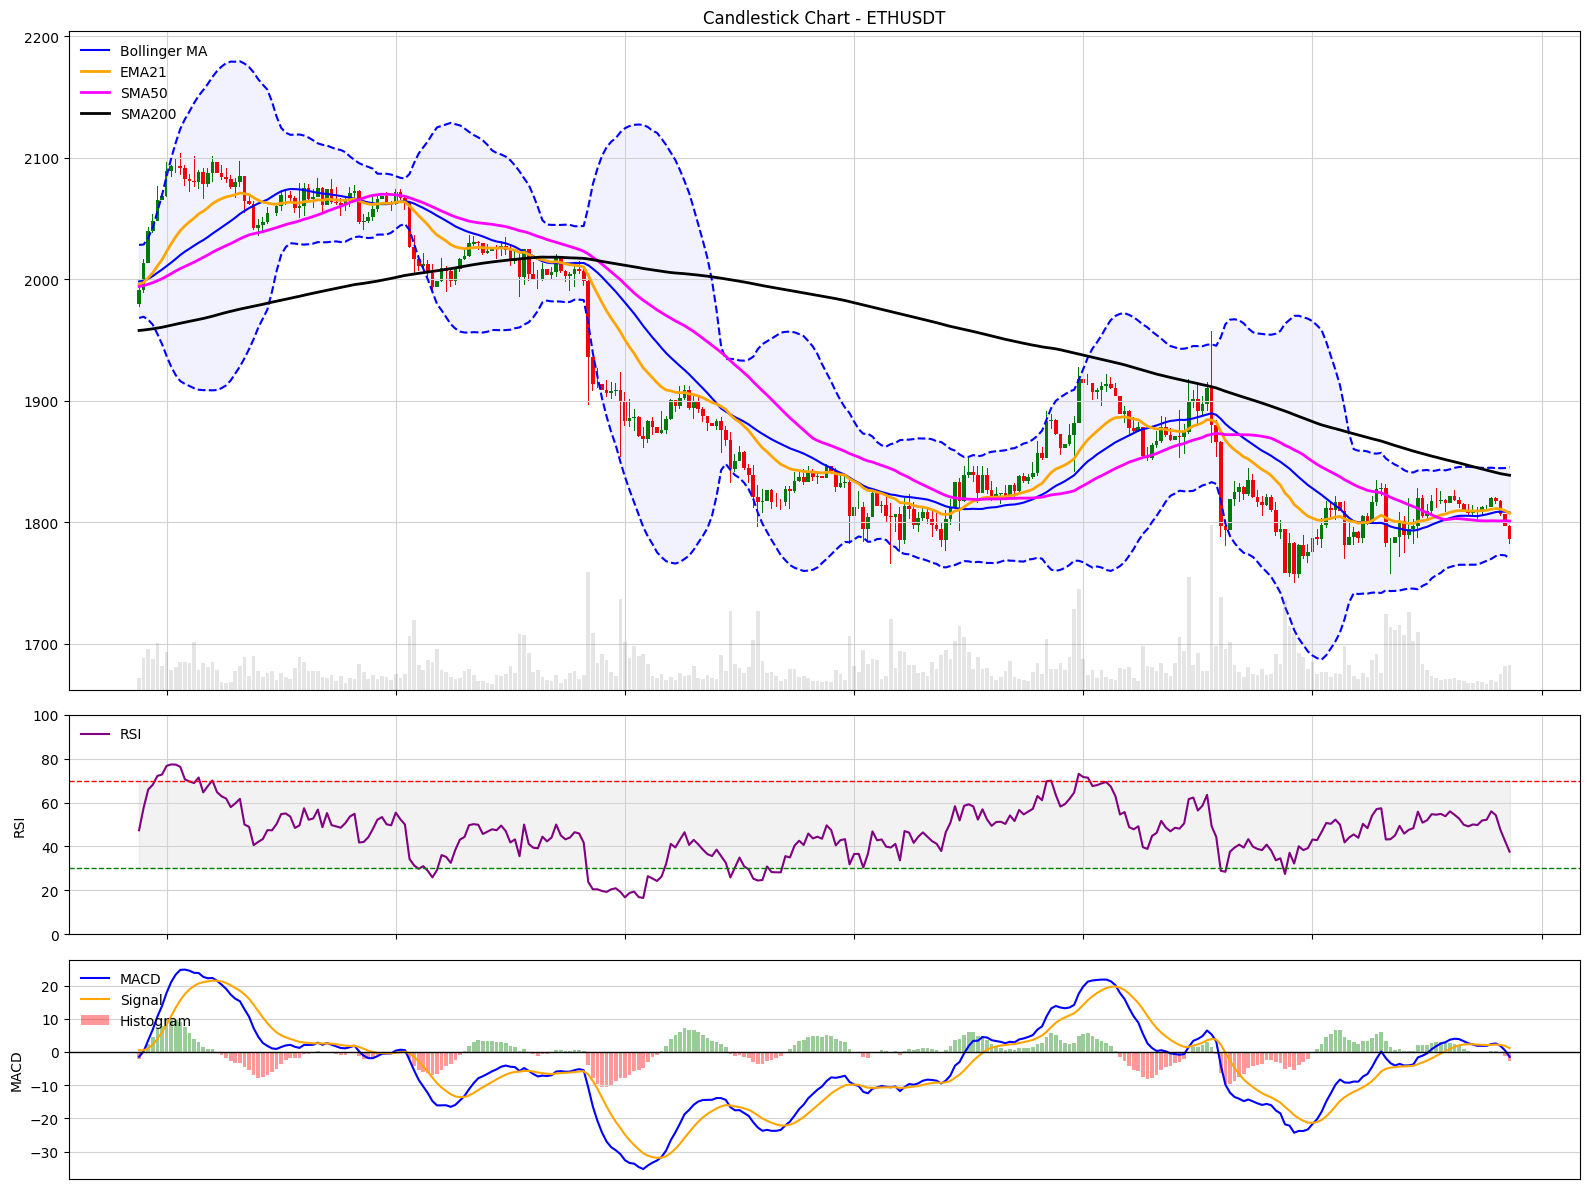 Candlestick Chart - ETHUSDT
2200
2100
2000
1900
1800
1700
Bollinger MA
EMA21
SMA50
SMA200
RSI
100
80
60
40
20
0
RSI
MACD
20
10
0
−10
−20
−30
MACD
Signal
Histogram